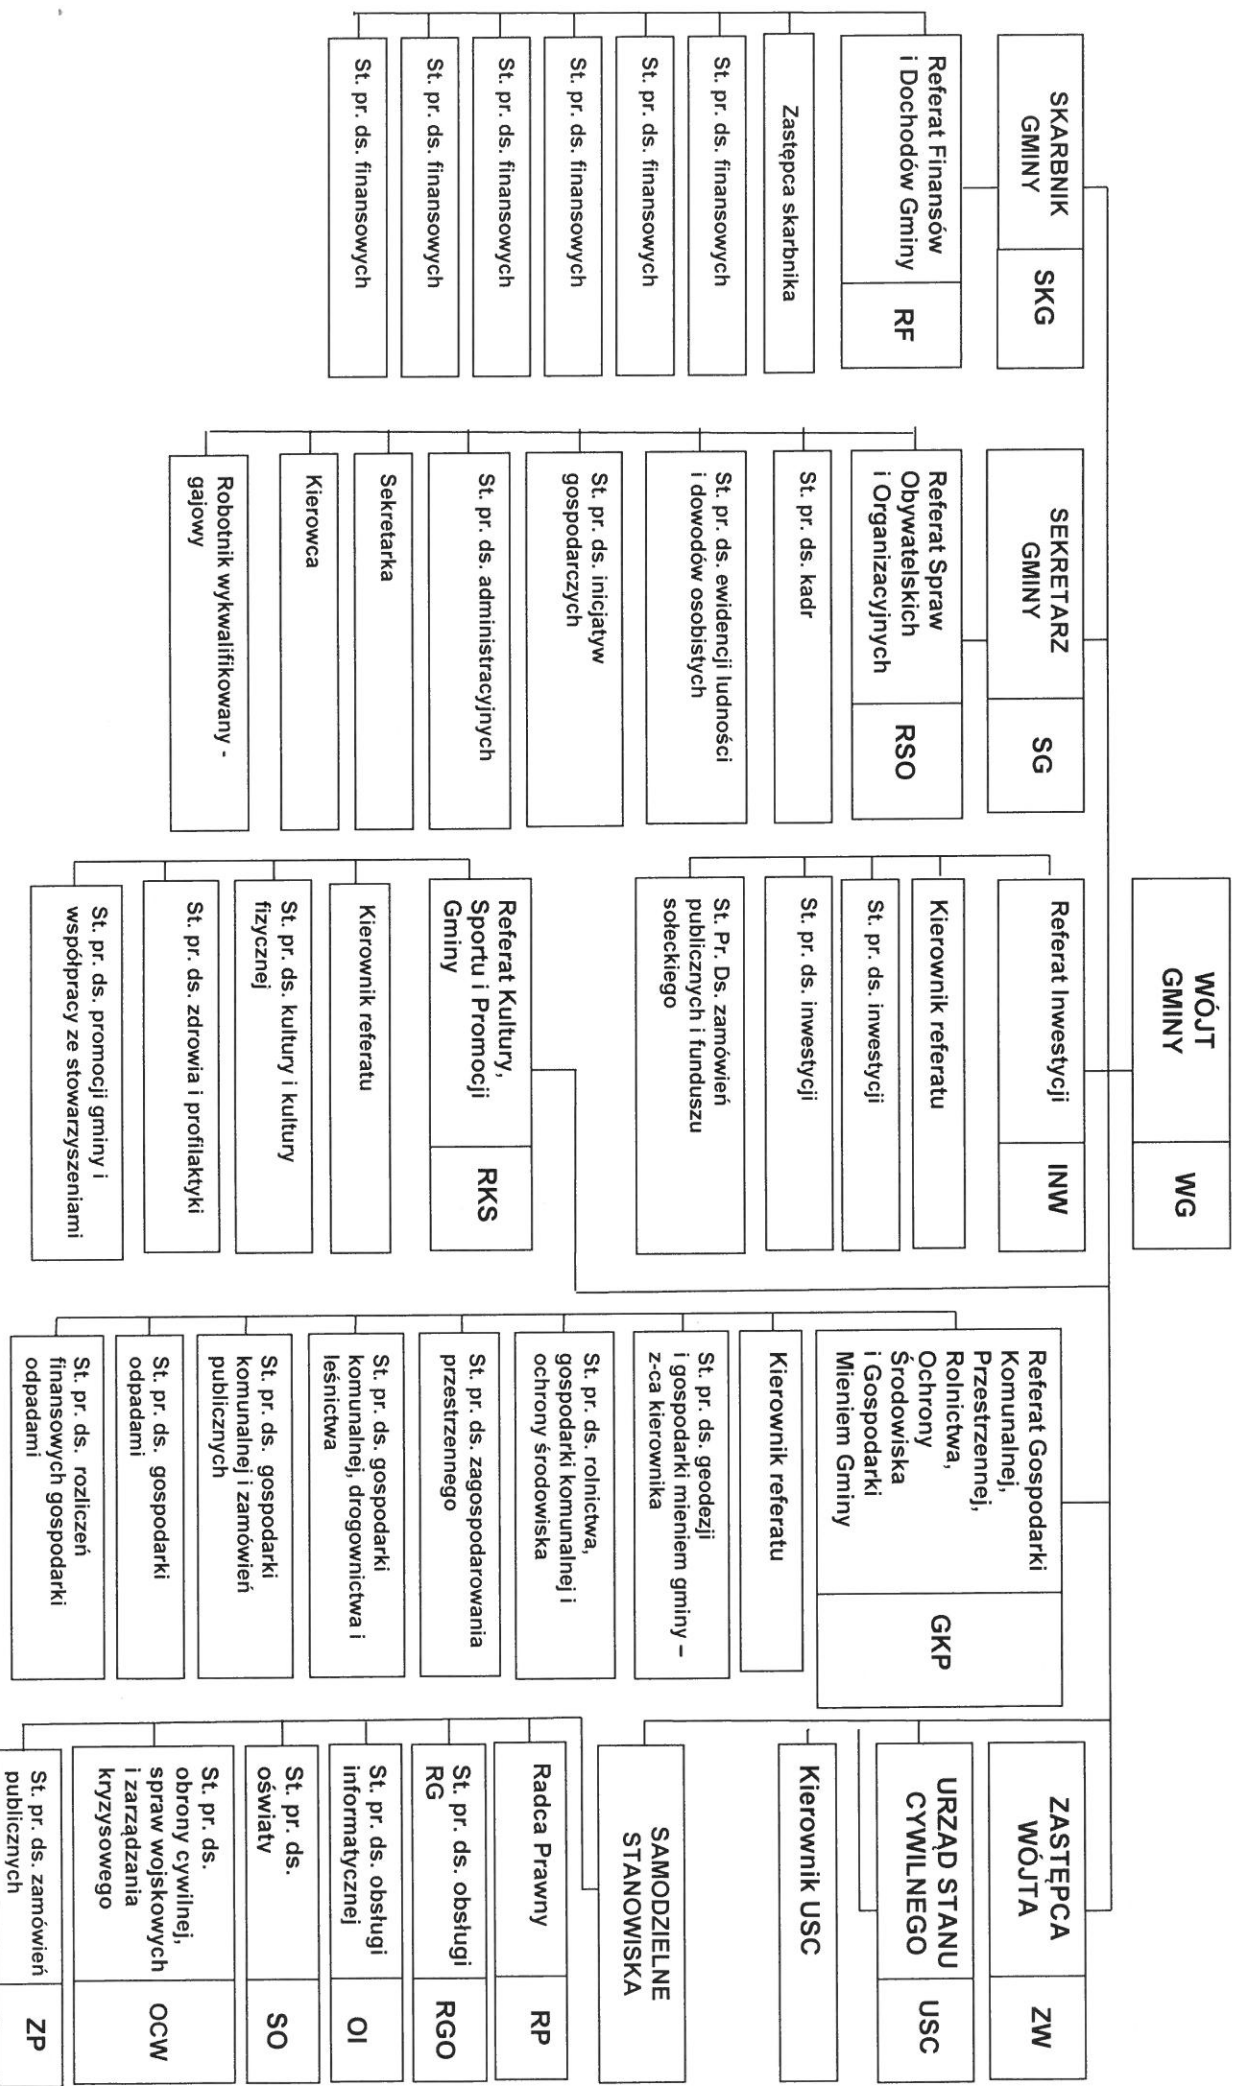 WÓJT
GMINY
WG
SKARBNIK
GMINY
SKG
Referat Finansów
i Dochodów Gminy
RF
Zastępca skarbnika
St. pr. ds. finansowych
St. pr. ds. finansowych
St. pr. ds. finansowych
St. pr. ds. finansowych
St. pr. ds. finansowych
St. pr. ds. finansowych
SEKRETARZ
GMINY
SG
Referat Spraw
Obywatelskich
i Organizacyjnych
RSO
St. pr. ds. kadr
St. pr. ds. ewidencji ludności
i dowodów osobistych
St. pr. ds. inicjatyw
gospodarczych
St. pr. ds. administracyjnych
Sekretarka
Kierowca
Robotnik wykwalifikowany -
gajowy
Referat Inwestycji
INW
Kierownik referatu
St. pr. ds. inwestycji
St. pr. ds. inwestycji
St. Pr. Ds. zamówień
publicznych i funduszu
sołeckiego
Referat Kultury,
Sportu i Promocji
Gminy
RKS
Kierownik referatu
St. pr. ds. kultury i kultury
fizycznej
St. pr. ds. zdrowia i profilaktyki
St. pr. ds. promocji gminy i
współpracy ze stowarzyszeniami
Referat Gospodarki
Komunalnej,
Przestrzennej,
Rolnictwa,
Ochrony
Środowiska
i Gospodarki
Mieniem Gminy
GKP
Kierownik referatu
St. pr. ds. geodezji
i gospodarki mieniem gminy –
z-ca kierownika
St. pr. ds. rolnictwa,
gospodarki komunalnej i
ochrony środowiska
St. pr. ds. zagospodarowania
przestrzennego
St. pr. ds. gospodarki
komunalnej, drogownictwa i
leśnictwa
St. pr. ds. gospodarki
komunalnej i zamówień
publicznych
St. pr. ds. gospodarki
odpadami
St. pr. ds. rozliczeń
finansowych gospodarki
odpadami
ZASTĘPCA
WÓJTA
ZW
URZĄD STANU
CYWILNEGO
USC
Kierownik USC
SAMODZIELNE
STANOWISKA
Radca Prawny
RP
St. pr. ds. obsługi
RG
RGO
St. pr. ds. obsługi
informatycznej
OI
St. pr. ds.
oświaty
SO
St. pr. ds.
obrony cywilnej,
spraw wojskowych
i zarządzania
kryzysowego
OCW
St. pr. ds. zamówień
publicznych
ZP